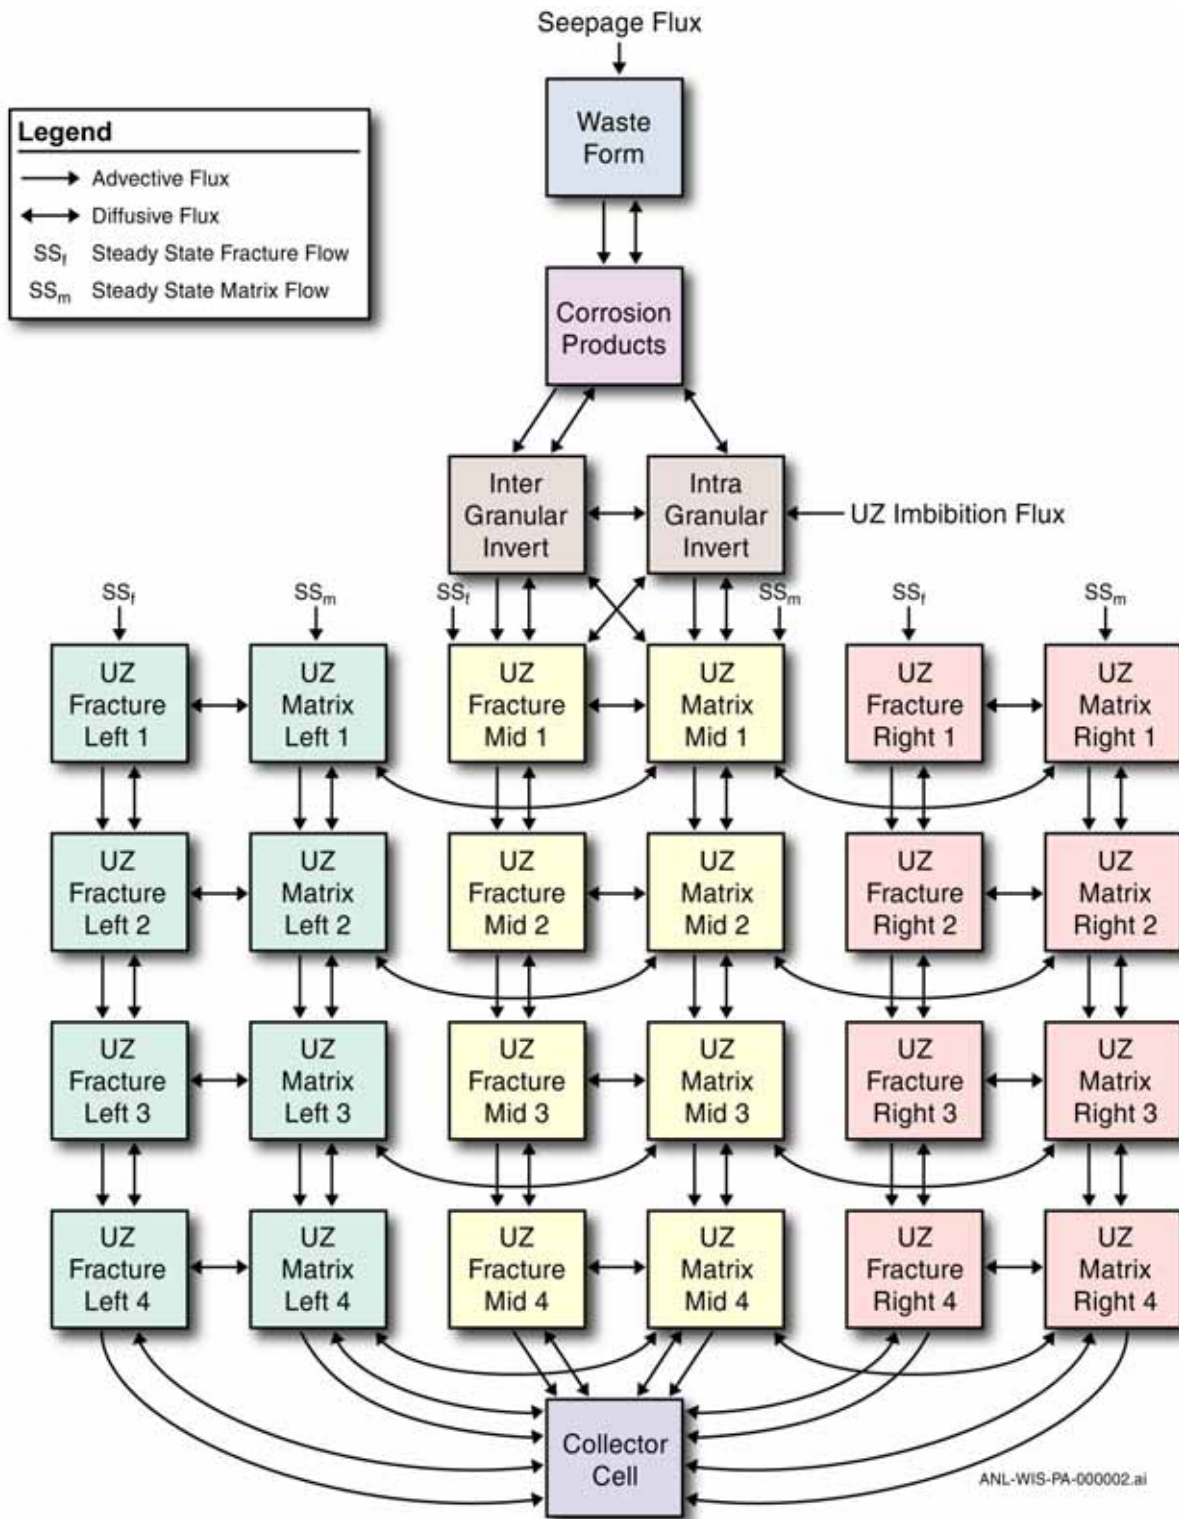 Seepage Flux
Waste
Form
Legend
Advective Flux
Diffusive Flux
SSf Steady State Fracture Flow
SSm Steady State Matrix Flow
Corrosion
Products
Inter
Granular
Invert
Intra
Granular
Invert
UZ Imbibition Flux
SSf
SSm
SSf
SSm
SSf
SSm
UZ
Fracture
Left 1
UZ
Matrix
Left 1
UZ
Fracture
Mid 1
UZ
Matrix
Mid 1
UZ
Fracture
Right 1
UZ
Matrix
Right 1
UZ
Fracture
Left 2
UZ
Matrix
Left 2
UZ
Fracture
Mid 2
UZ
Matrix
Mid 2
UZ
Fracture
Right 2
UZ
Matrix
Right 2
UZ
Fracture
Left 3
UZ
Matrix
Left 3
UZ
Fracture
Mid 3
UZ
Matrix
Mid 3
UZ
Fracture
Right 3
UZ
Matrix
Right 3
UZ
Fracture
Left 4
UZ
Matrix
Left 4
UZ
Fracture
Mid 4
UZ
Matrix
Mid 4
UZ
Fracture
Right 4
UZ
Matrix
Right 4
Collector
Cell
ANL-WIS-PA-000002.ai